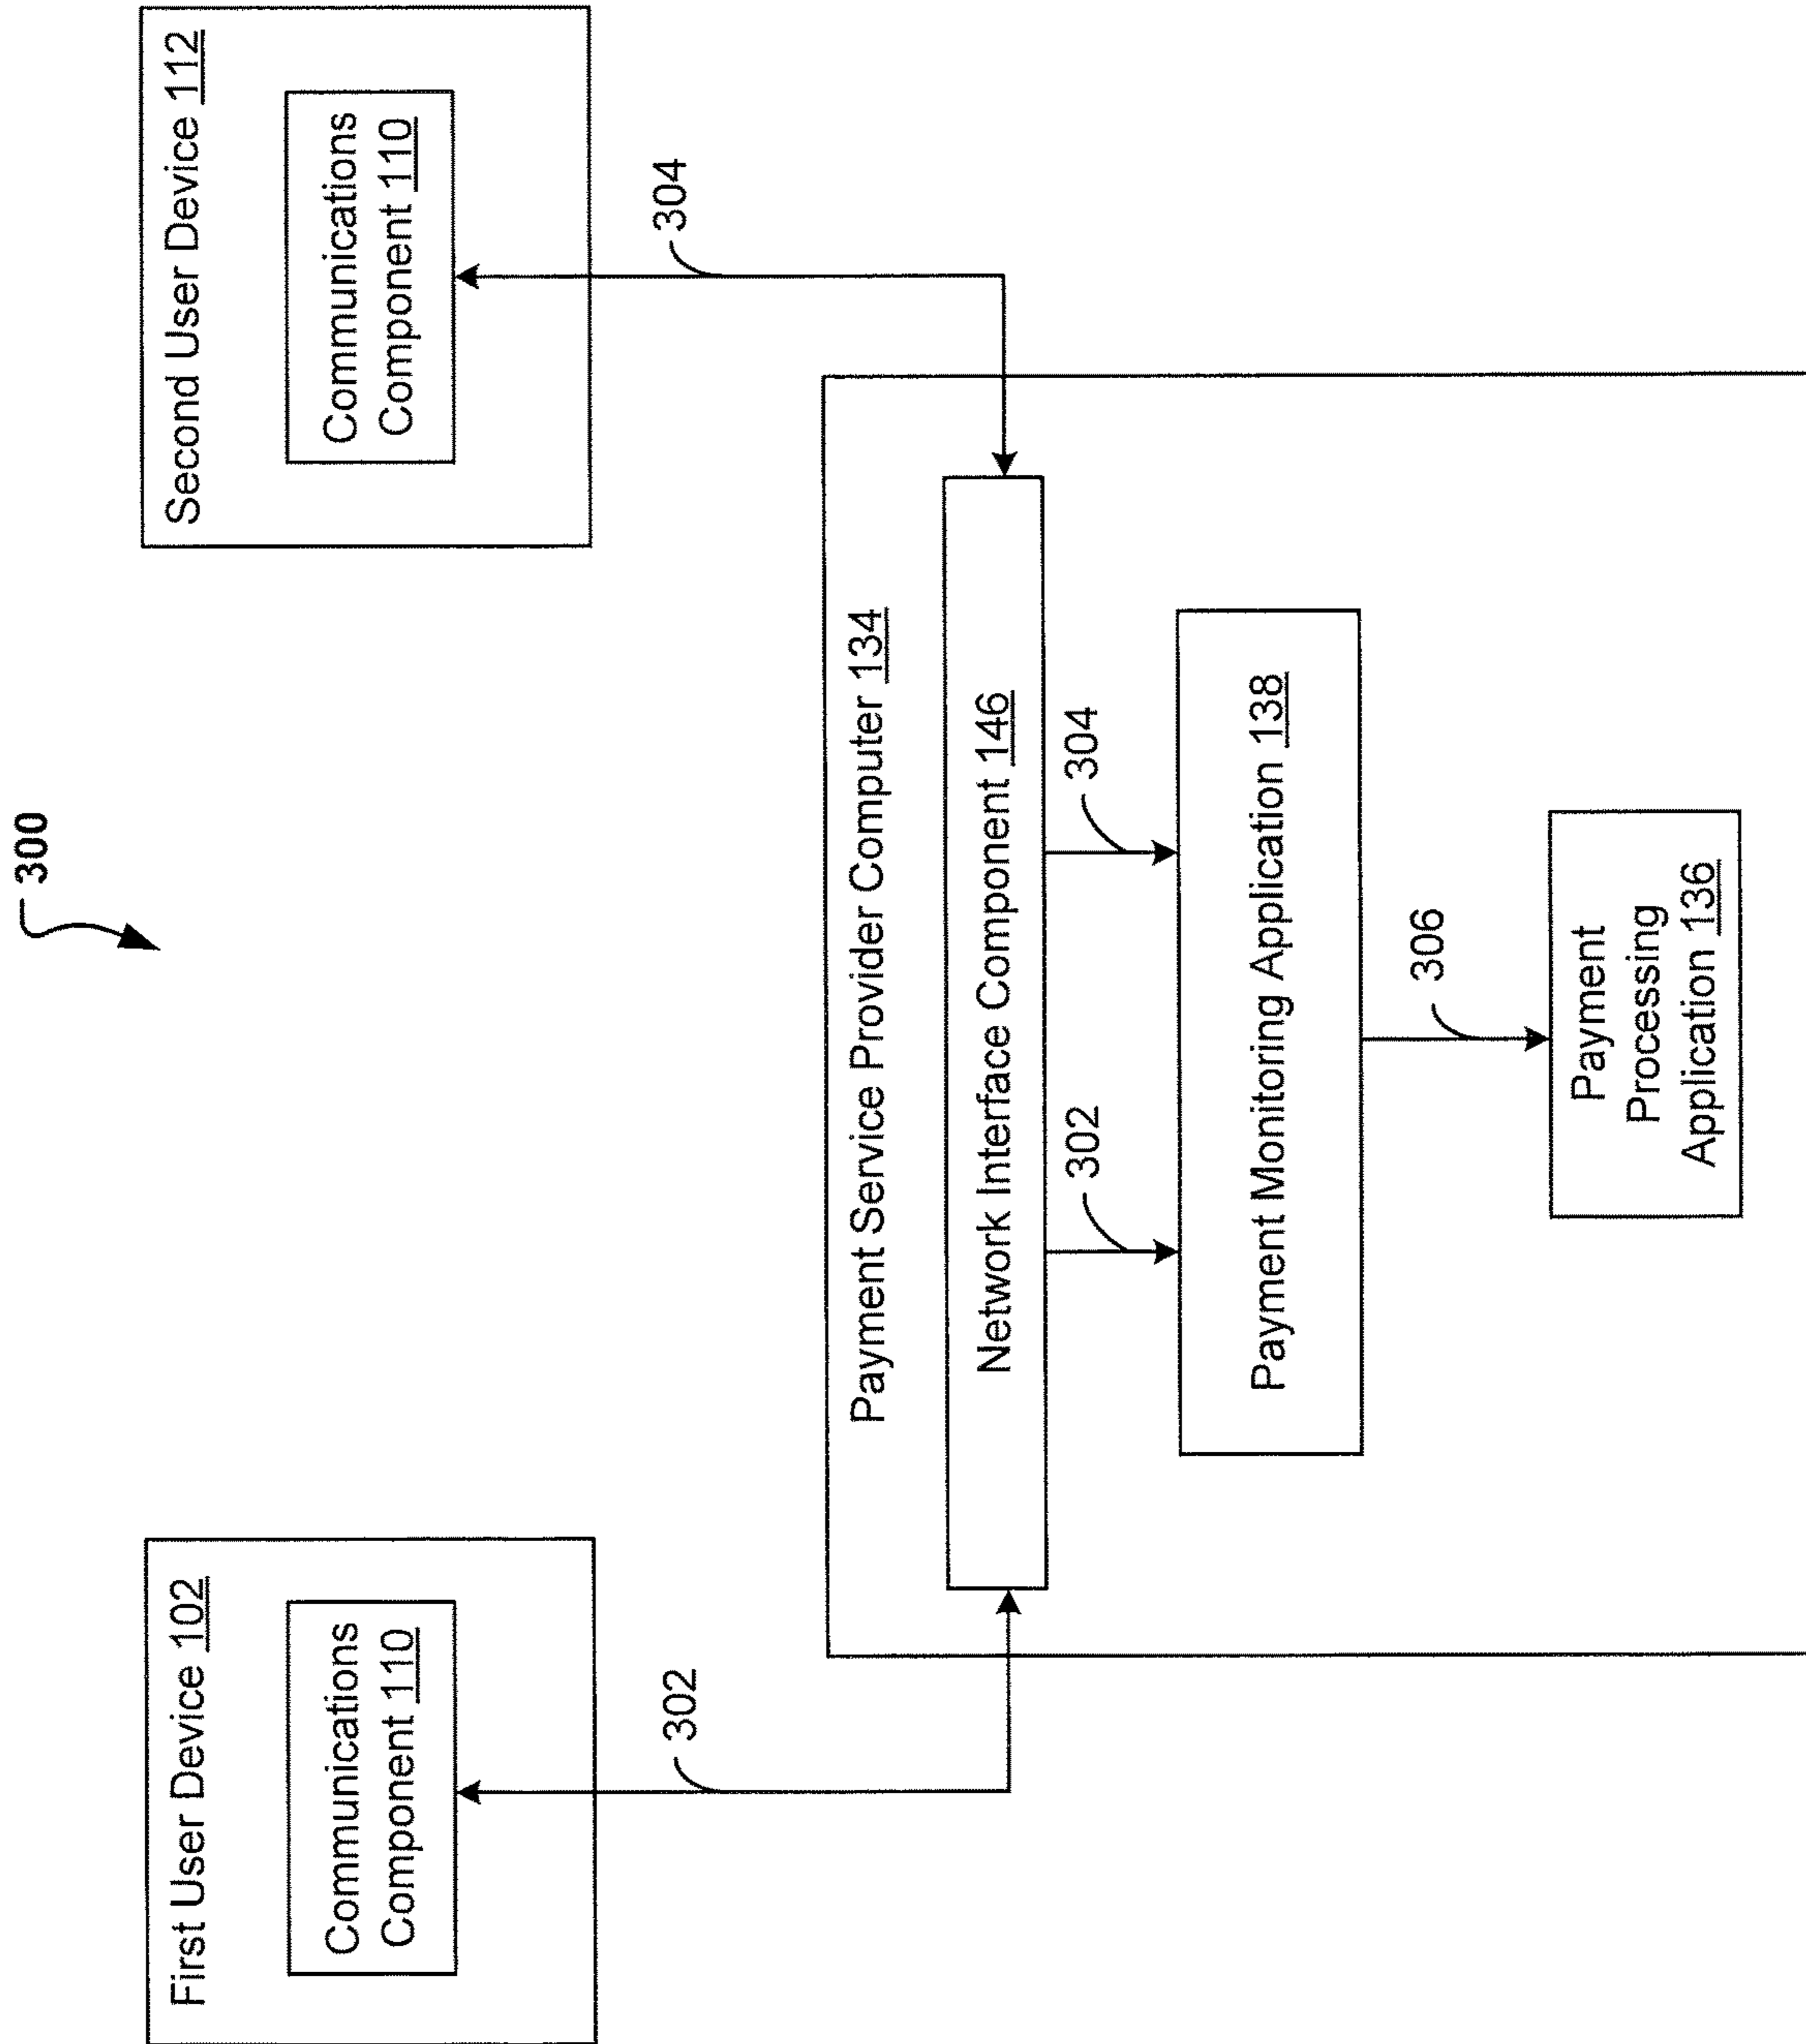 300
First User Device 102
Communications
Component 110
Second User Device 112
Communications
Component 110
302
304
Payment Service Provider Computer 134
Network Interface Component 146
302
304
Payment Monitoring Application 138
306
Payment
Processing
Application 136